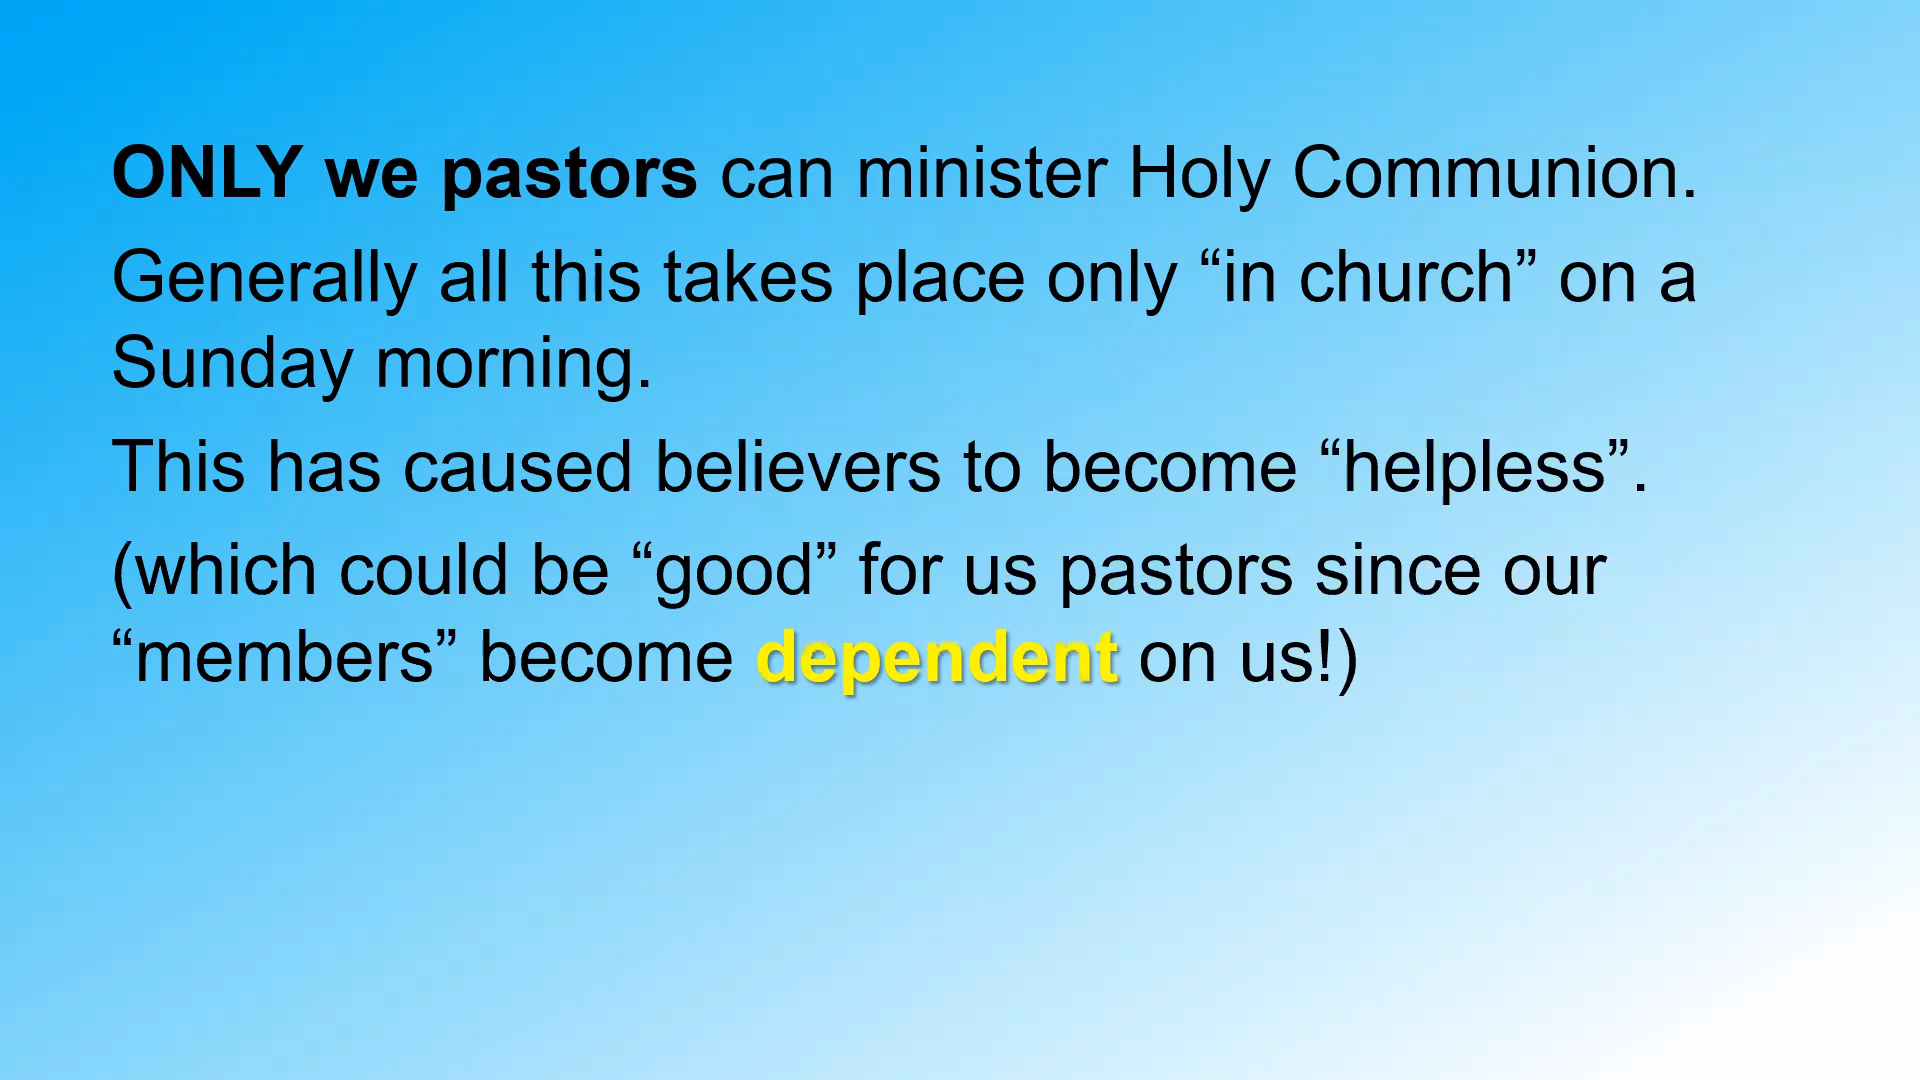 ONLY we pastors can minister Holy Communion.
Generally all this takes place only “in church” on a
Sunday morning.
This has caused believers to become “helpless”.
(which could be “good” for us pastors since our
“members” become dependent on us!)